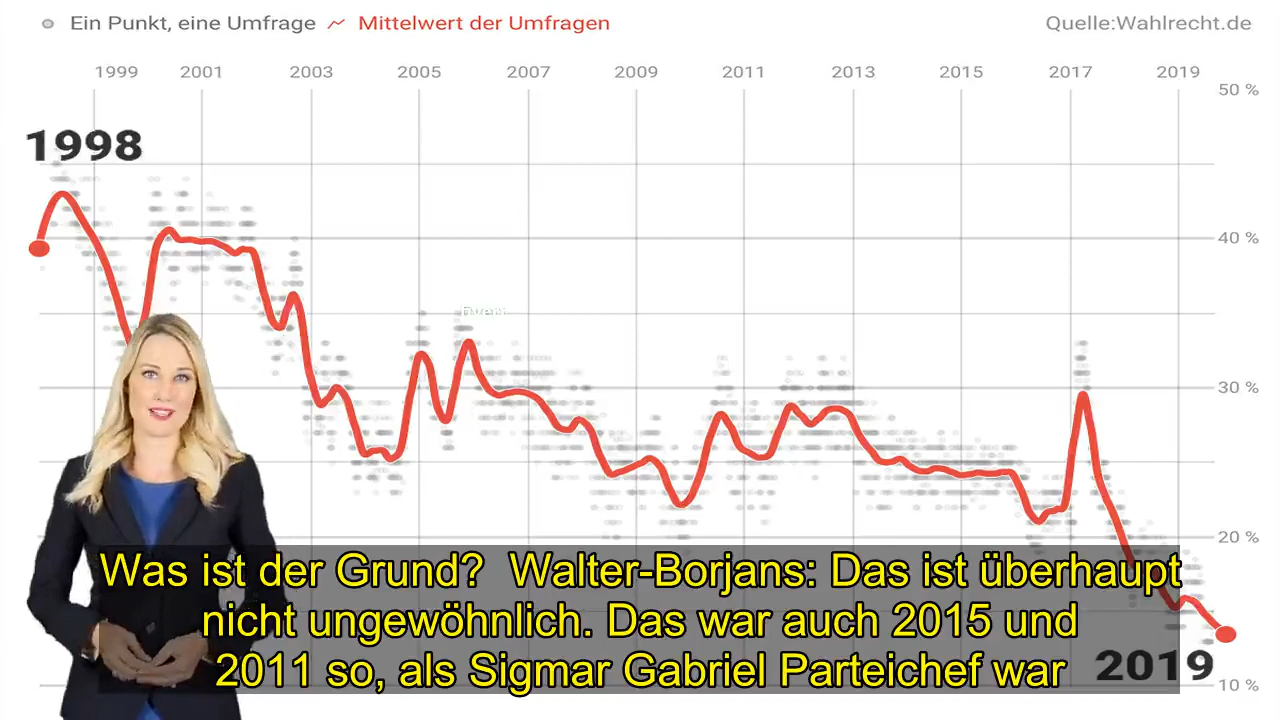 Ein Punkt, eine Umfrage Mittelwert der Umfragen Quelle:Wahlrecht.de
1999 2001 2003 2005 2007 2009 2011 2013 2015 2017 2019
50 %
1998
40 %
30 %
20 %
Was ist der Grund? Walter-Borjans: Das ist überhaupt
nicht ungewöhnlich. Das war auch 2015 und
2011 so, als Sigmar Gabriel Parteichef war
2019
10 %